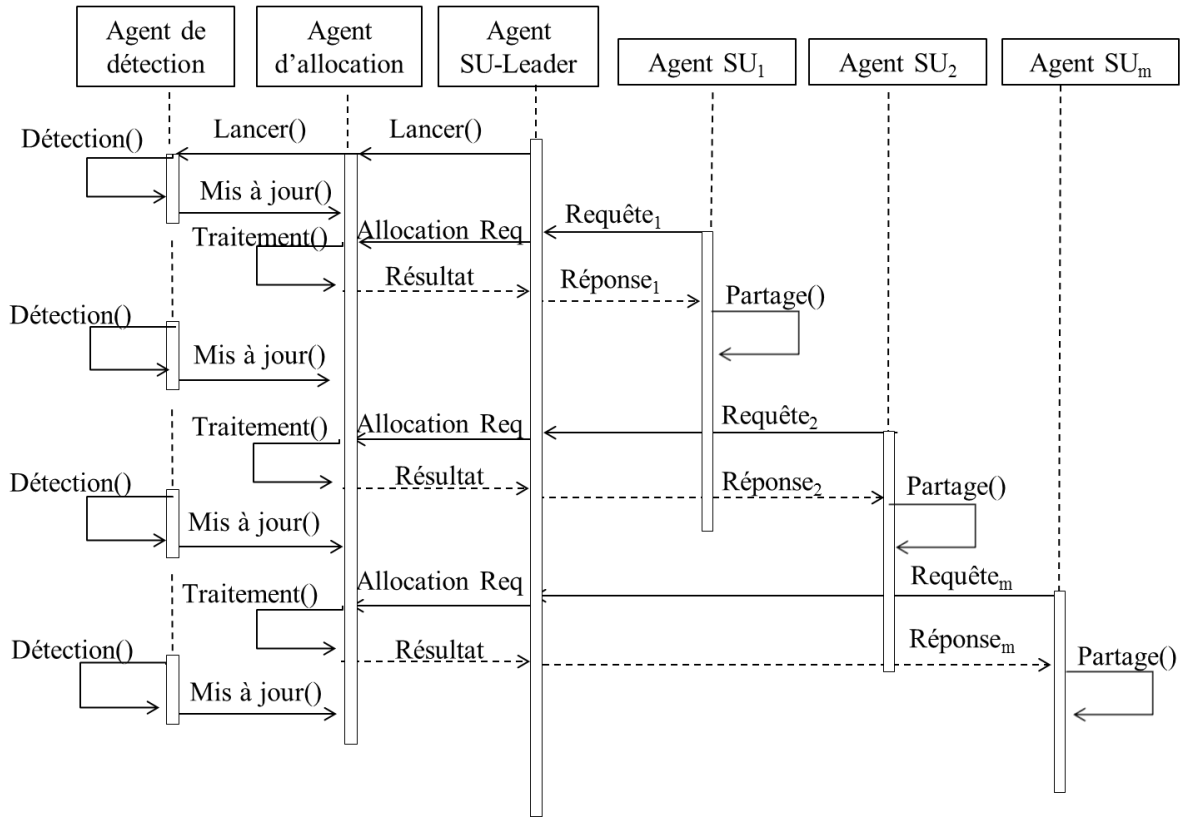 Agent de
détection
Agent
d'allocation
Agent
SU-Leader
Agent SU₁
Agent SU₂
Agent SUₘ
Détection()
Lancer()
Lancer()
Mis à jour()
Requête₁
Traitement()
Allocation Req
Résultat
Réponse₁
Partage()
Détection()
Mis à jour()
Requête₂
Traitement()
Allocation Req
Résultat
Réponse₂
Partage()
Détection()
Mis à jour()
Requêteₘ
Traitement()
Allocation Req
Résultat
Réponseₘ
Partage()
Détection()
Mis à jour()